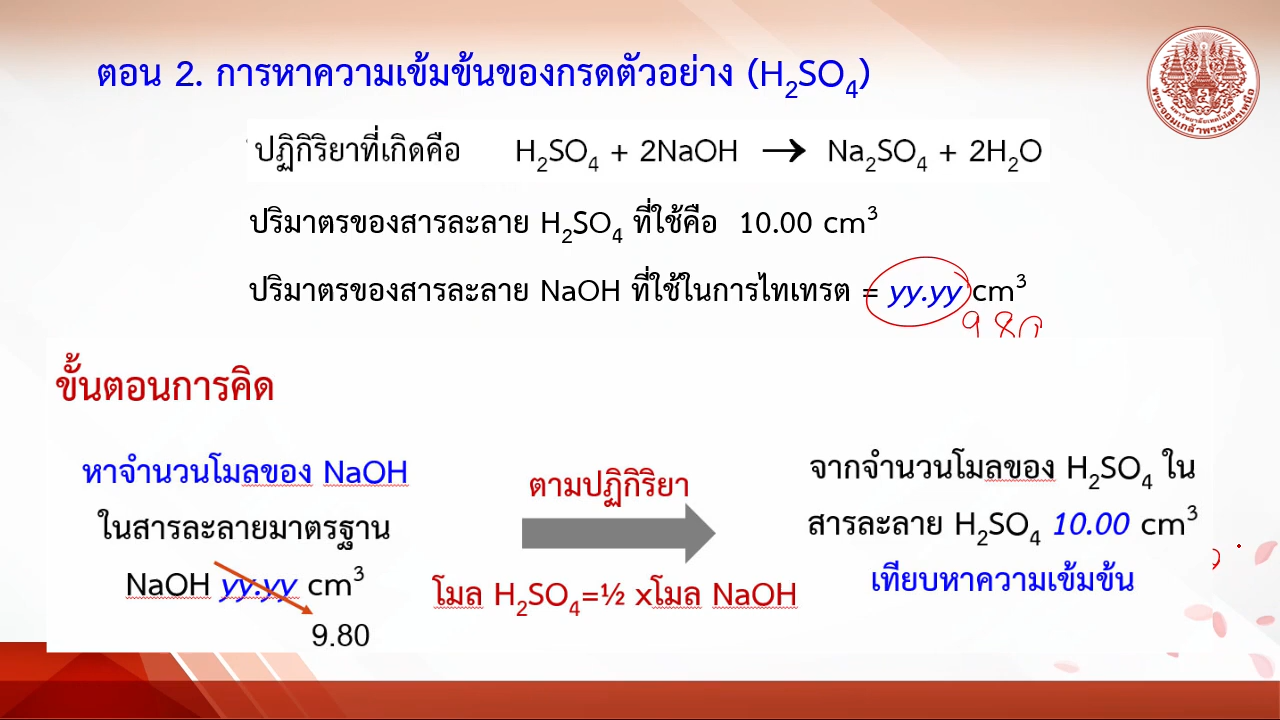 ตอน 2. การหาความเข้มข้นของกรดตัวอย่าง (H₂SO₄)
ปฏิกิริยาที่เกิดคือ H₂SO₄ + 2NaOH → Na₂SO₄ + 2H₂O
ปริมาตรของสารละลาย H₂SO₄ ที่ใช้คือ 10.00 cm³
ปริมาตรของสารละลาย NaOH ที่ใช้ในการไทเทรต = yy.yy cm³
9.80
ขั้นตอนการคิด
หาจำนวนโมลของ NaOH
ในสารละลายมาตรฐาน
NaOH yy.yy cm³
9.80
ตามปฏิกิริยา
โมล H₂SO₄=½ xโมล NaOH
จากจำนวนโมลของ H₂SO₄ ใน
สารละลาย H₂SO₄ 10.00 cm³
เทียบหาความเข้มข้น